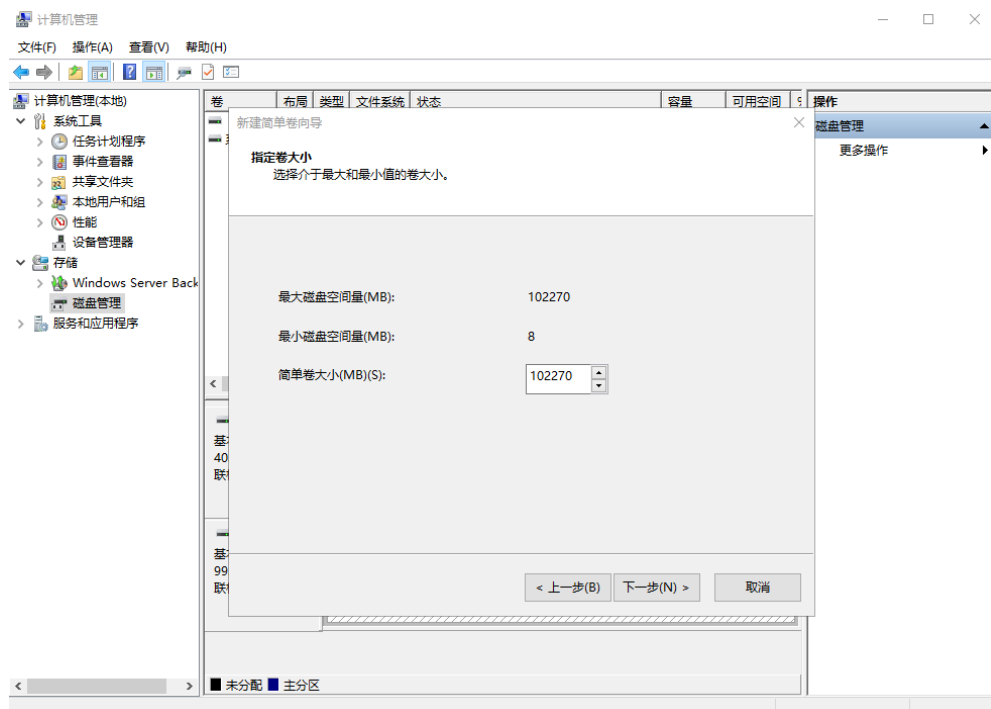 计算机管理
文件(F) 操作(A) 查看(V) 帮助(H)
计算机管理(本地)
系统工具
任务计划程序
事件查看器
共享文件夹
本地用户和组
性能
设备管理器
存储
Windows Server Back
磁盘管理
服务和应用程序
卷 布局 类型 文件系统 状态 容量 可用空间
新建简单卷向导
指定卷大小
选择介于最大和最小值的卷大小。
最大磁盘空间量(MB): 102270
最小磁盘空间量(MB): 8
简单卷大小(MB)(S): 102270
< 上一步(B) 下一步(N) > 取消
基
40
联
基
99
联
未分配 主分区
操作
磁盘管理
更多操作